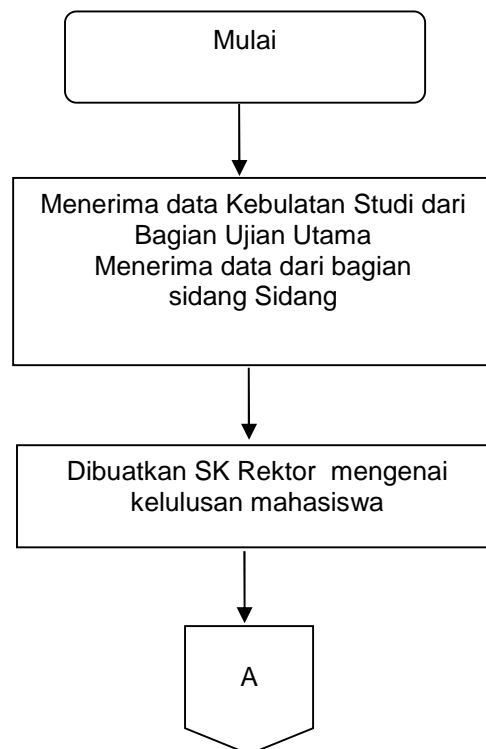 Mulai
Menerima data Kebulatan Studi dari
Bagian Ujian Utama
Menerima data dari bagian
sidang Sidang
Dibuatkan SK Rektor mengenai
kelulusan mahasiswa
A